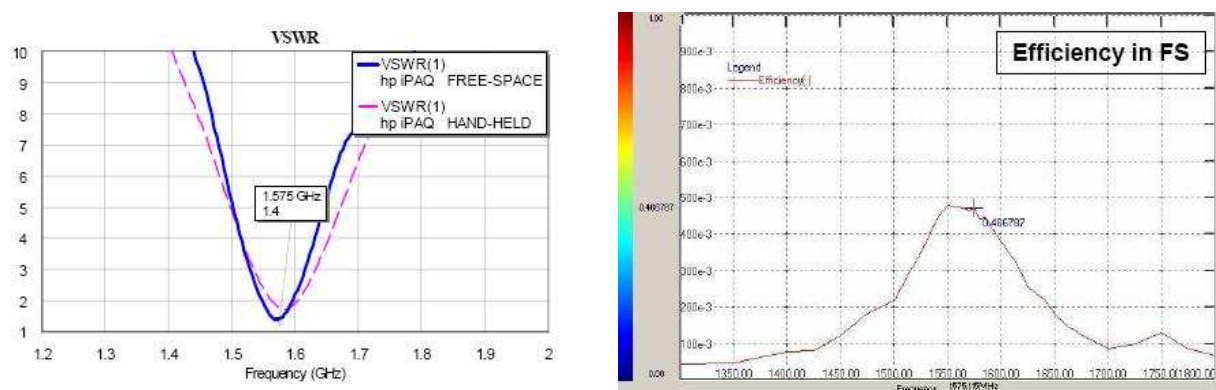 VSWR
10
9
8
7
6
5
4
3
2
1
VSWR(1)
hp iPAQ FREE-SPACE
VSWR(1)
hp iPAQ HAND-HELD
1.575 GHz
1.4
1.2 1.3 1.4 1.5 1.6 1.7 1.8 1.9 2
Frequency (GHz)
1.00
0.466787
0.00
1
900e-3
800e-3
700e-3
600e-3
500e-3
400e-3
300e-3
200e-3
100e-3
Efficiency in FS
Legend
0.466787
1350.00 1400.00 1450.00 1500.00 1550.00 1600.00 1650.00 1700.00 1750.00 1800.00
Frequency